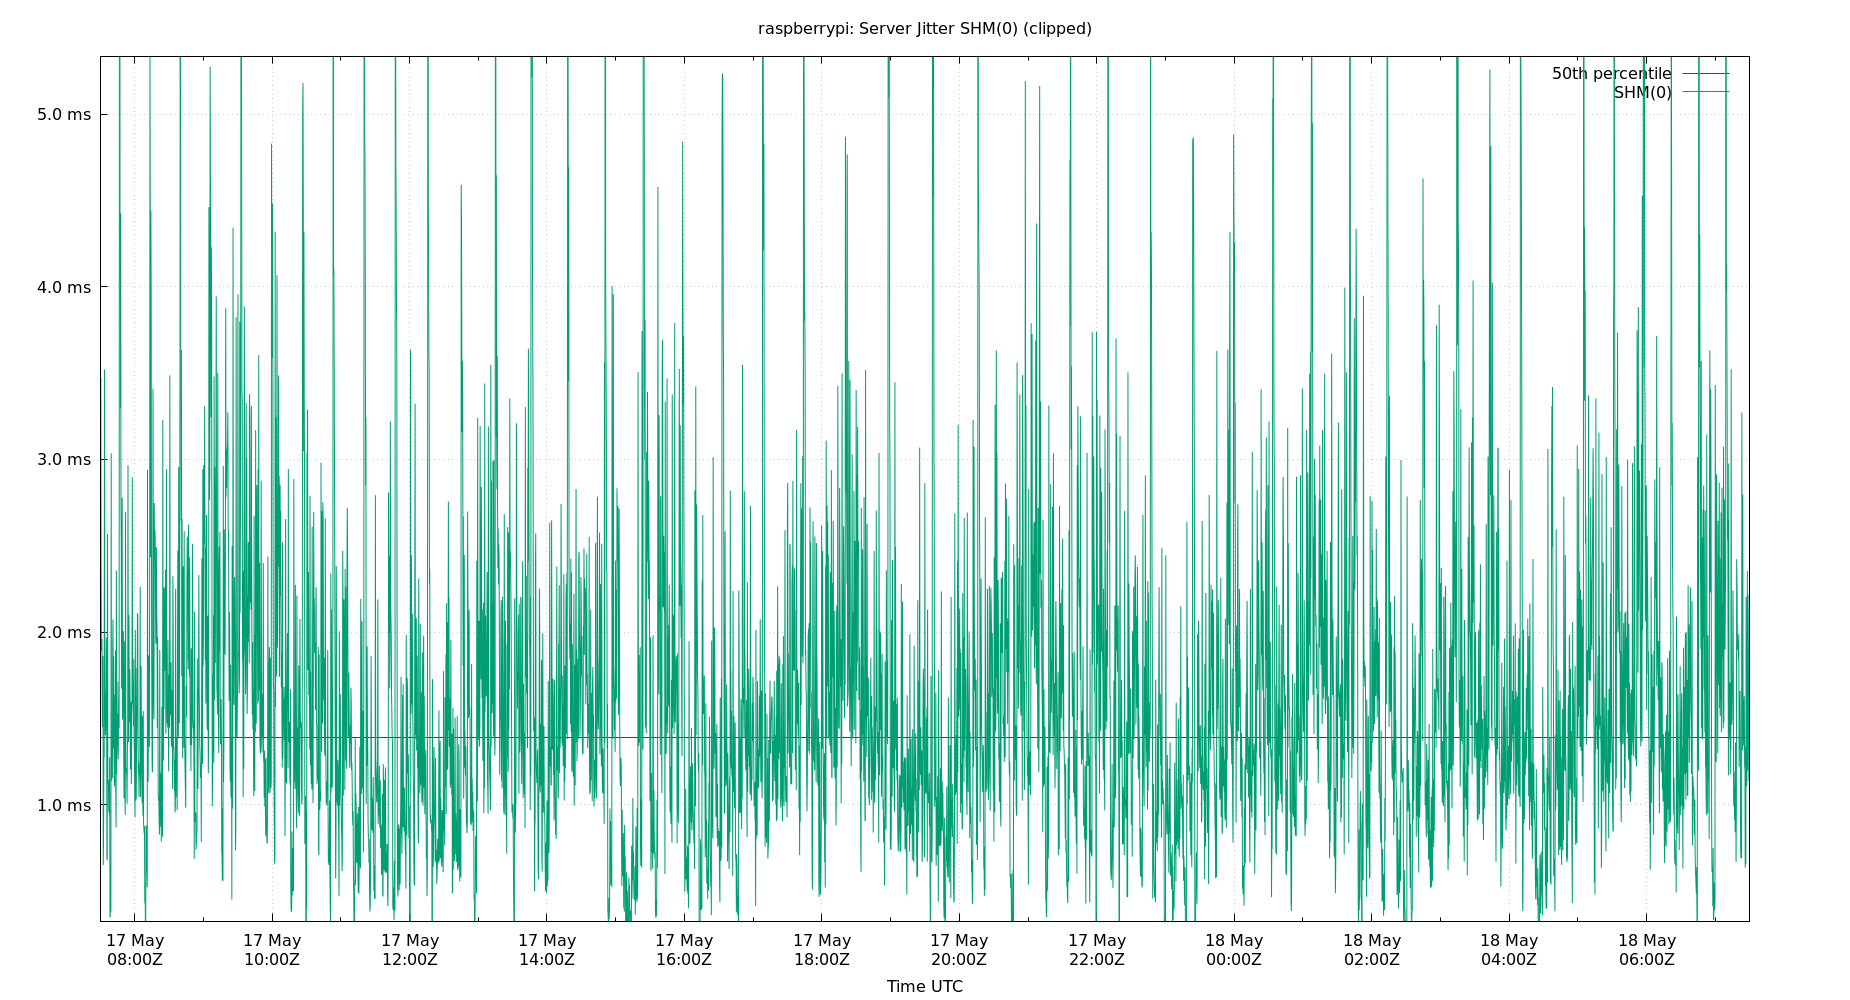 raspberrypi: Server Jitter SHM(0) (clipped)
50th percentile
SHM(0)
5.0 ms
4.0 ms
3.0 ms
2.0 ms
1.0 ms
17 May 17 May 17 May 17 May 17 May 17 May 17 May 17 May 18 May 18 May 18 May 18 May
08:00Z 10:00Z 12:00Z 14:00Z 16:00Z 18:00Z 20:00Z 22:00Z 00:00Z 02:00Z 04:00Z 06:00Z
Time UTC